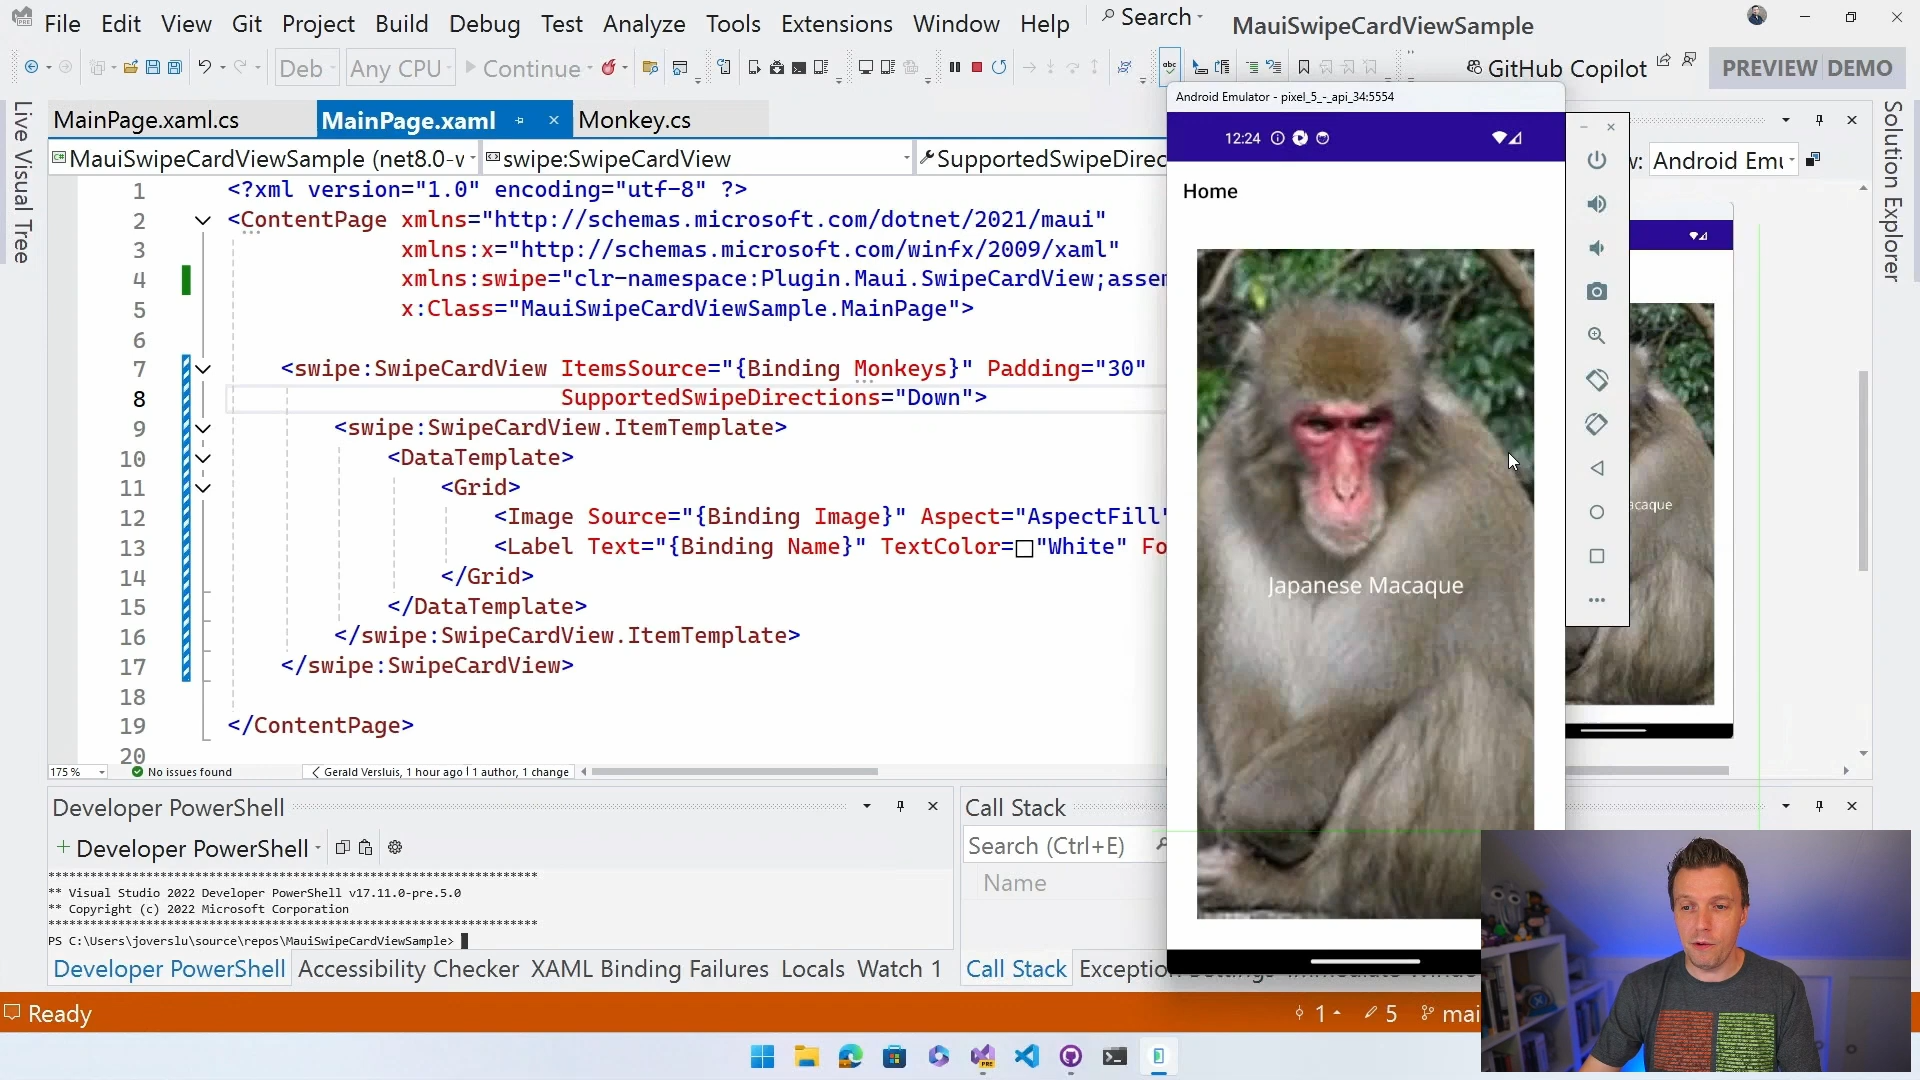 File Edit View Git Project Build Debug Test Analyze Tools Extensions Window Help Search MauiSwipeCardViewSample
Deb Any CPU Continue GitHub Copilot PREVIEW DEMO
Live Visual Tree
MainPage.xaml.cs MainPage.xaml Monkey.cs
MauiSwipeCardViewSample (net8.0- swipe:SwipeCardView SupportedSwipeDirec
1 <?xml version="1.0" encoding="utf-8" ?>
2 <ContentPage xmlns="http://schemas.microsoft.com/dotnet/2021/maui"
3 xmlns:x="http://schemas.microsoft.com/winfx/2009/xaml"
4 xmlns:swipe="clr-namespace:Plugin.Maui.SwipeCardView;assem
5 x:Class="MauiSwipeCardViewSample.MainPage">
6
7 <swipe:SwipeCardView ItemsSource="{Binding Monkeys}" Padding="30"
8 SupportedSwipeDirections="Down">
9 <swipe:SwipeCardView.ItemTemplate>
10 <DataTemplate>
11 <Grid>
12 <Image Source="{Binding Image}" Aspect="AspectFill"
13 <Label Text="{Binding Name}" TextColor="White" Fo
14 </Grid>
15 </DataTemplate>
16 </swipe:SwipeCardView.ItemTemplate>
17 </swipe:SwipeCardView>
18
19 </ContentPage>
20
175 % No issues found Gerald Versluis, 1 hour ago | 1 author, 1 change
Android Emulator - pixel_5_-_api_34:5554
12:24
Home
Japanese Macaque
w: Android Emu
acaque
Solution Explorer
Developer PowerShell
+ Developer PowerShell
** Visual Studio 2022 Developer PowerShell v17.11.0-pre.5.0
** Copyright (c) 2022 Microsoft Corporation
PS C:\Users\joverslu\source\repos\MauiSwipeCardViewSample>
Developer PowerShell Accessibility Checker XAML Binding Failures Locals Watch 1
Call Stack
Search (Ctrl+E)
Name
Call Stack Exception Settings
Ready 1 5 mai